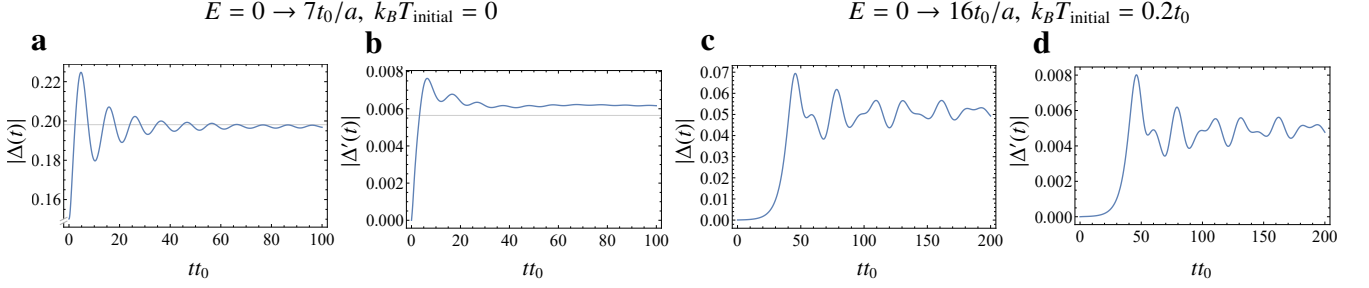 E = 0 → 7t₀/a, k_B T_initial = 0
E = 0 → 16t₀/a, k_B T_initial = 0.2t₀
a
|Δ(t)|
0.22
0.20
0.18
0.16
0 20 40 60 80 100
tt₀
b
|Δ′(t)|
0.008
0.006
0.004
0.002
0.000
0 20 40 60 80 100
tt₀
c
|Δ(t)|
0.07
0.06
0.05
0.04
0.03
0.02
0.01
0.00
0 50 100 150 200
tt₀
d
|Δ′(t)|
0.008
0.006
0.004
0.002
0.000
0 50 100 150 200
tt₀